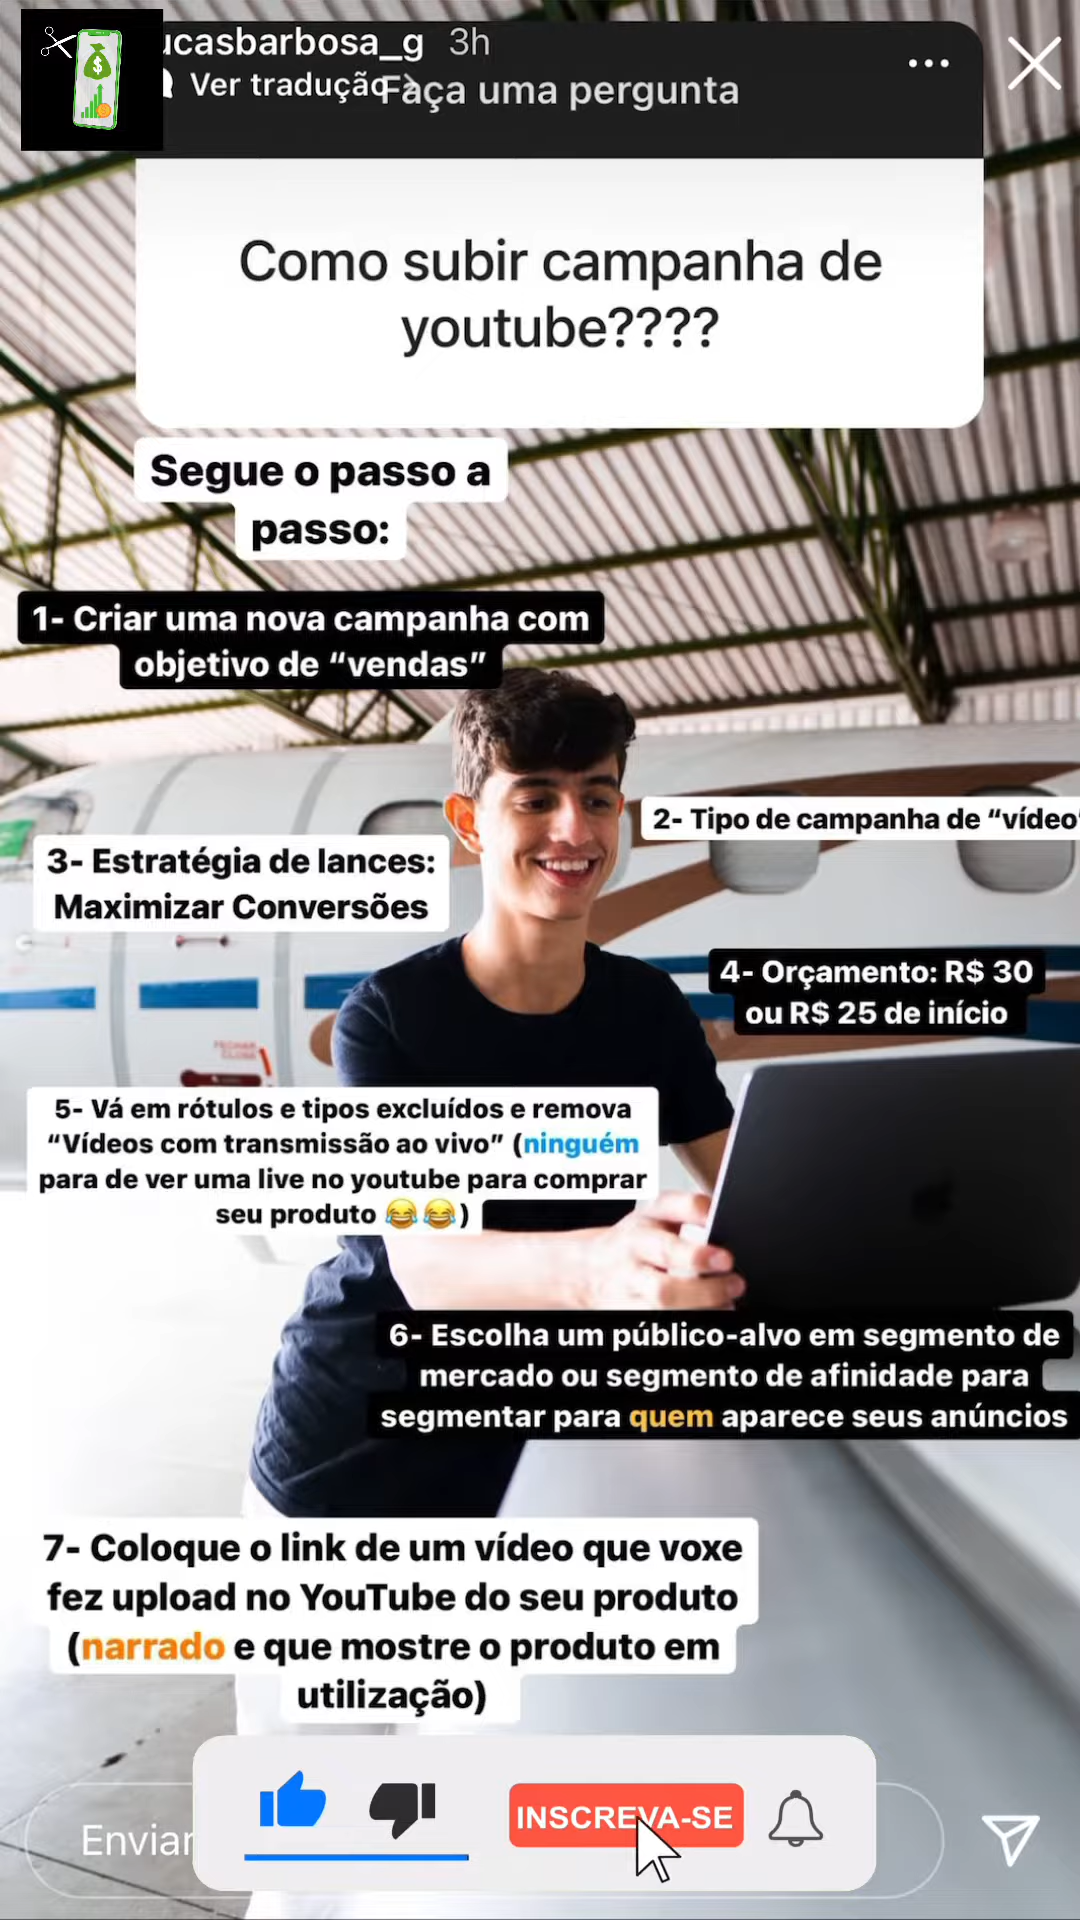 ucasbarbosa_g 3h
Ver tradução
Faça uma pergunta
Como subir campanha de
youtube????
Segue o passo a
passo:
1- Criar uma nova campanha com
objetivo de “vendas”
2- Tipo de campanha de “vídeo”
3- Estratégia de lances:
Maximizar Conversões
4- Orçamento: R$ 30
ou R$ 25 de início
5- Vá em rótulos e tipos excluídos e remova
“Vídeos com transmissão ao vivo” (ninguém
para de ver uma live no youtube para comprar
seu produto 😂😂)
6- Escolha um público-alvo em segmento de
mercado ou segmento de afinidade para
segmentar para quem aparece seus anúncios
7- Coloque o link de um vídeo que voxe
fez upload no YouTube do seu produto
(narrado e que mostre o produto em
utilização)
INSCREVA-SE
Enviar